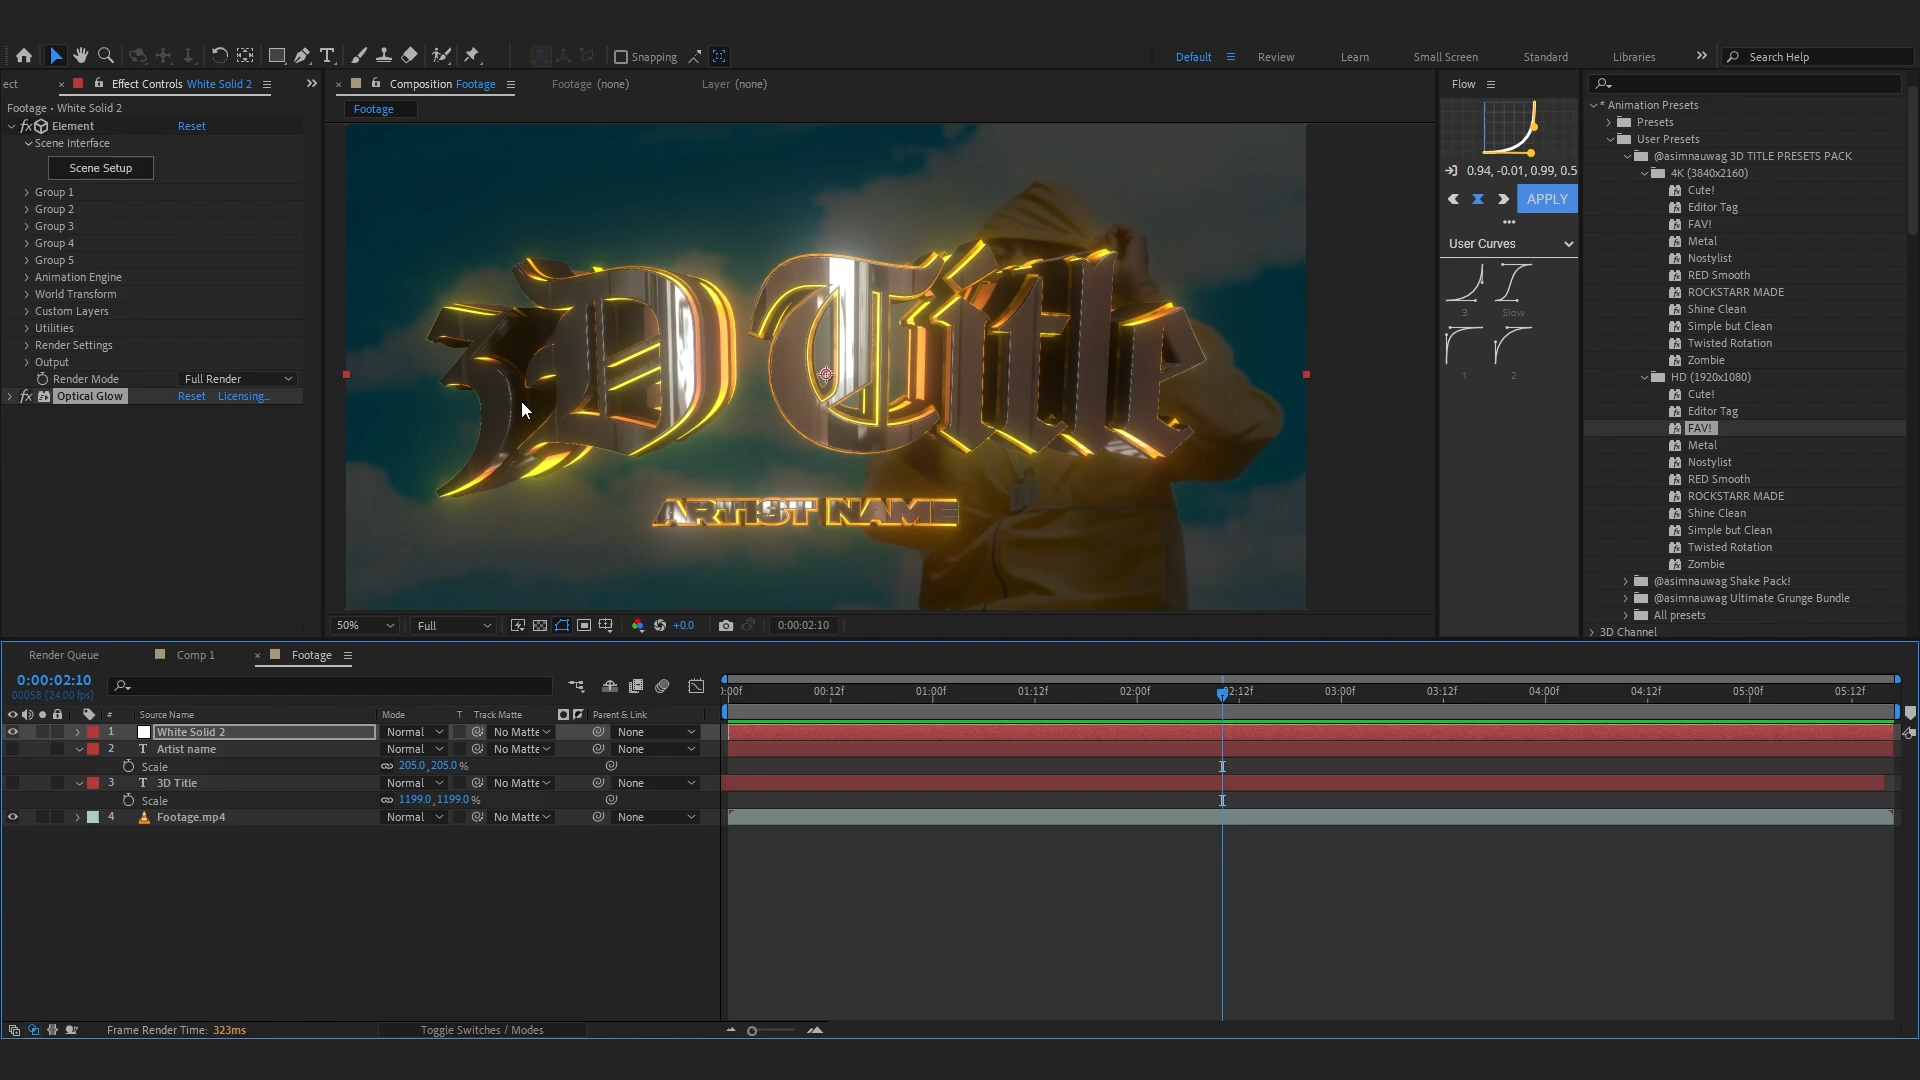 Snapping
Default
Review
Learn
Small Screen
Standard
Libraries
Search Help
ect
Effect Controls White Solid 2
Composition Footage
Footage (none)
Layer (none)
Flow
Footage • White Solid 2
Footage
fx Element
Reset
Scene Interface
Scene Setup
Group 1
Group 2
Group 3
Group 4
Group 5
Animation Engine
World Transform
Custom Layers
Utilities
Render Settings
Output
Render Mode
Full Render
fx Optical Glow
Reset
Licensing...
3D Title
ARTIST NAME
50%
Full
+0.0
0:00:02:10
0.94, -0.01, 0.99, 0.5
APPLY
User Curves
3
Slow
1
2
* Animation Presets
Presets
User Presets
@asimnauwag 3D TITLE PRESETS PACK
4K (3840x2160)
Cute!
Editor Tag
FAV!
Metal
Nostylist
RED Smooth
ROCKSTARR MADE
Shine Clean
Simple but Clean
Twisted Rotation
Zombie
HD (1920x1080)
Cute!
Editor Tag
FAV!
Metal
Nostylist
RED Smooth
ROCKSTARR MADE
Shine Clean
Simple but Clean
Twisted Rotation
Zombie
@asimnauwag Shake Pack!
@asimnauwag Ultimate Grunge Bundle
All presets
3D Channel
Render Queue
Comp 1
Footage
0:00:02:10
00058 (24.00 fps)
:00f
00:12f
01:00f
01:12f
02:00f
02:12f
03:00f
03:12f
04:00f
04:12f
05:00f
05:12f
# Source Name Mode T Track Matte Parent & Link
1 White Solid 2 Normal No Matte None
2 T Artist name Normal No Matte None
Scale 205.0, 205.0 %
3 T 3D Title Normal No Matte None
Scale 1199.0, 1199.0 %
4 Footage.mp4 Normal No Matte None
Frame Render Time: 323ms
Toggle Switches / Modes